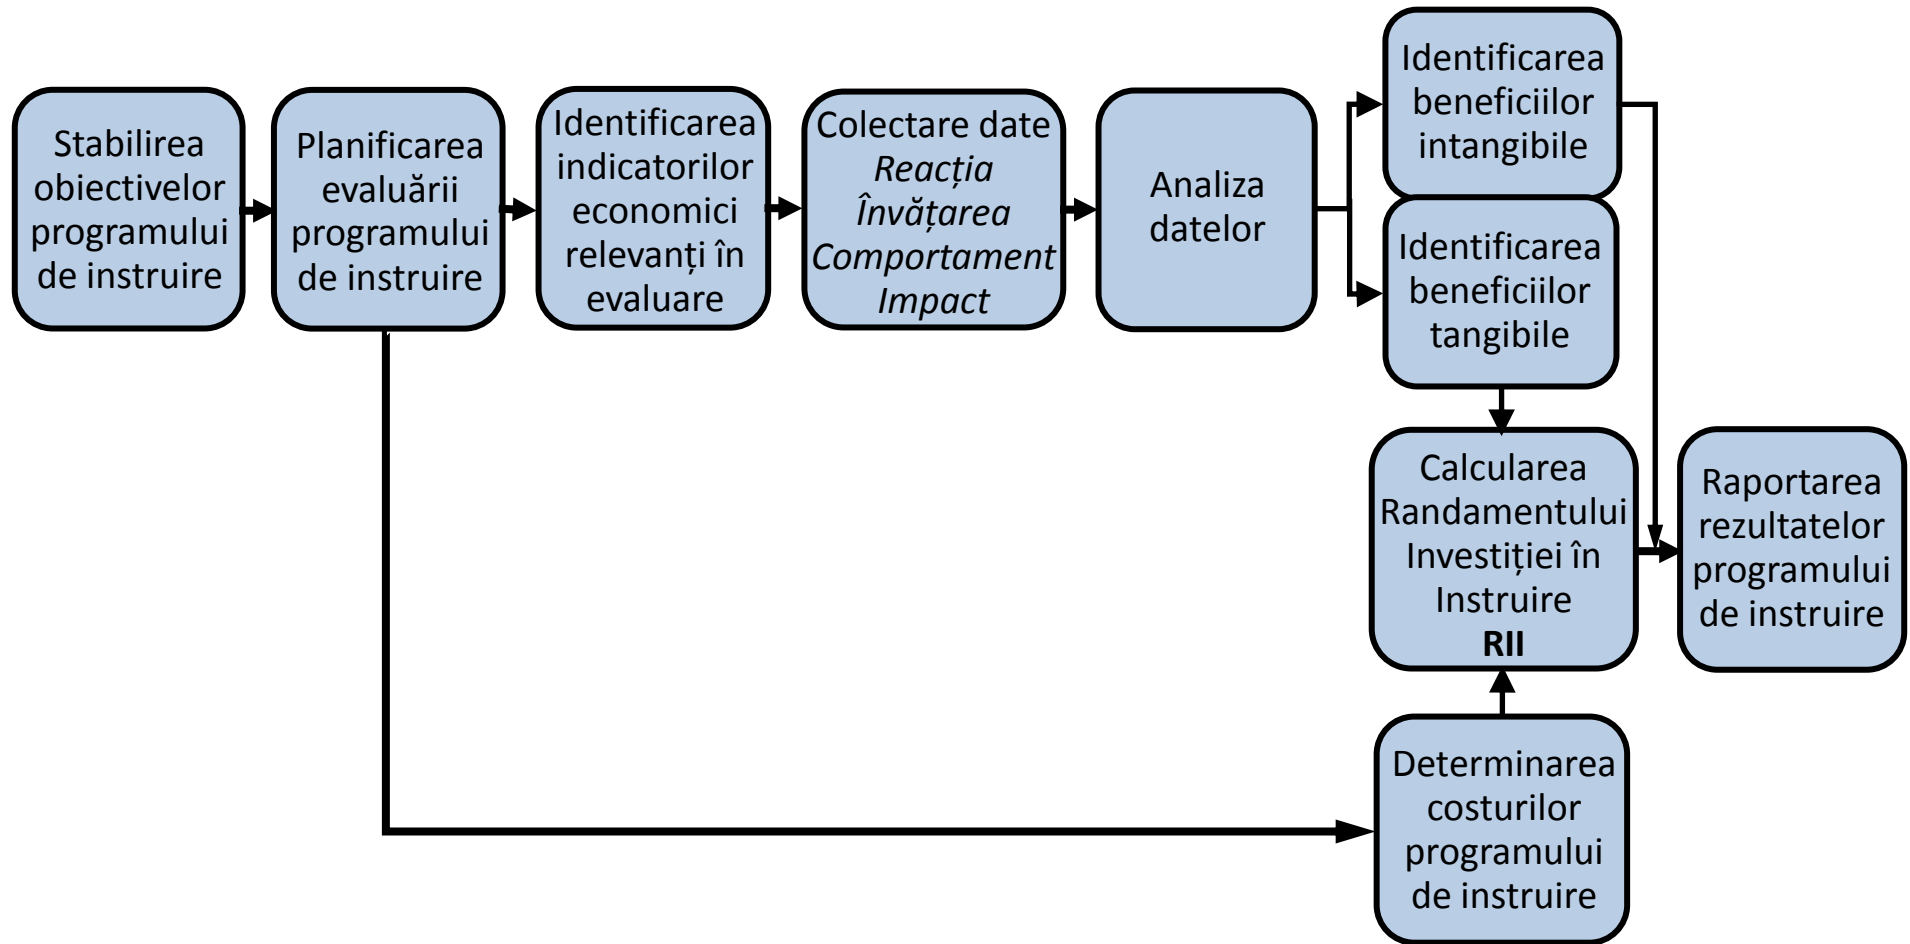 Stabilirea
obiectivelor
programului
de instruire
Planificarea
evaluării
programului
de instruire
Identificarea
indicatorilor
economici
relevanți în
evaluare
Colectare date
Reacția
Învățarea
Comportament
Impact
Analiza
datelor
Identificarea
beneficiilor
intangibile
Identificarea
beneficiilor
tangibile
Calcularea
Randamentului
Investiției în
Instruire
RII
Raportarea
rezultatelor
programului
de instruire
Determinarea
costurilor
programului
de instruire